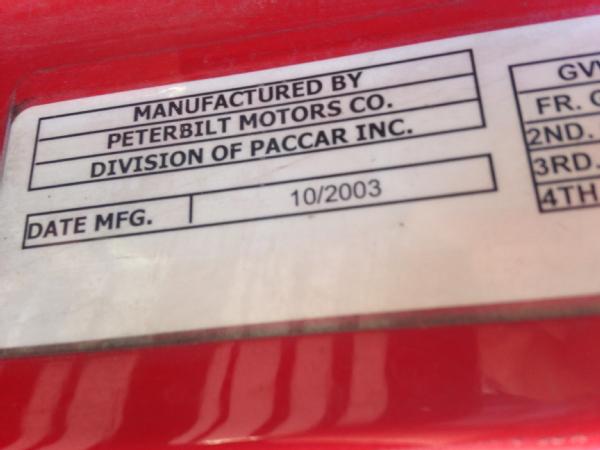 MANUFACTURED BY
PETERBILT MOTORS CO.
DIVISION OF PACCAR INC.
DATE MFG. 10/2003
FR.
2ND.
3RD.
4TH